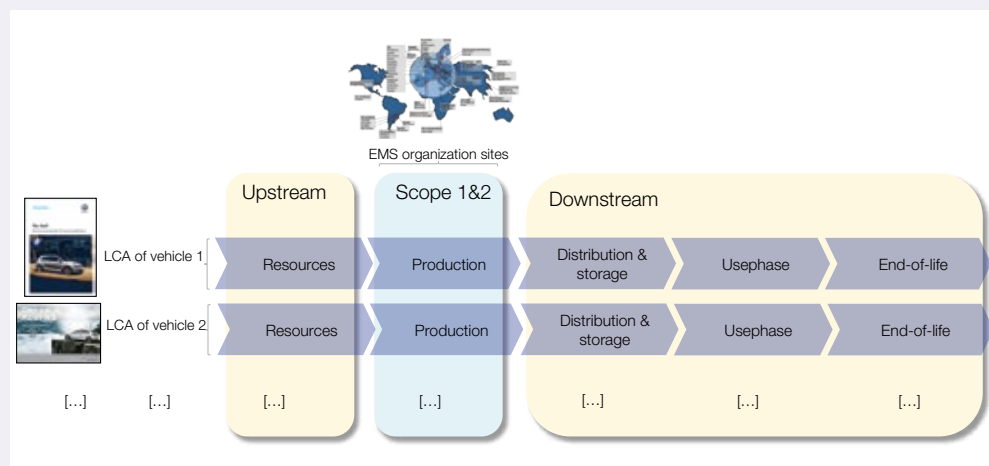 EMS organization sites
Upstream
Scope 1&2
Downstream
LCA of vehicle 1
Resources
Production
Distribution &
storage
Usephase
End-of-life
LCA of vehicle 2
Resources
Production
Distribution &
storage
Usephase
End-of-life
[...]
[...]
[...]
[...]
[...]
[...]
[...]